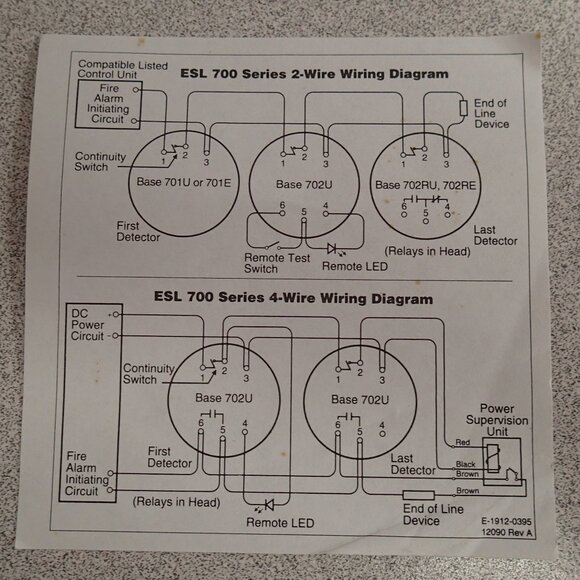 ESL 700 Series 2-Wire Wiring Diagram
Compatible Listed
Control Unit
Fire
Alarm
Initiating
Circuit
End of
Line
Device
1
2
3
1
2
3
1
2
3
Continuity
Switch
Base 701U or 701E
Base 702U
Base 702RU, 702RE
6
5
4
6
5
4
First
Detector
Last
Detector
Remote Test
Switch
Remote LED
(Relays in Head)
ESL 700 Series 4-Wire Wiring Diagram
DC
Power
Circuit
+
-
1
2
3
1
2
3
Continuity
Switch
Base 702U
Base 702U
6
5
4
6
5
4
Power
Supervision
Unit
Red
Black
Brown
Brown
First
Detector
Last
Detector
Fire
Alarm
Initiating
Circuit
(Relays in Head)
Remote LED
End of Line
Device
E-1912-0395
12090 Rev A